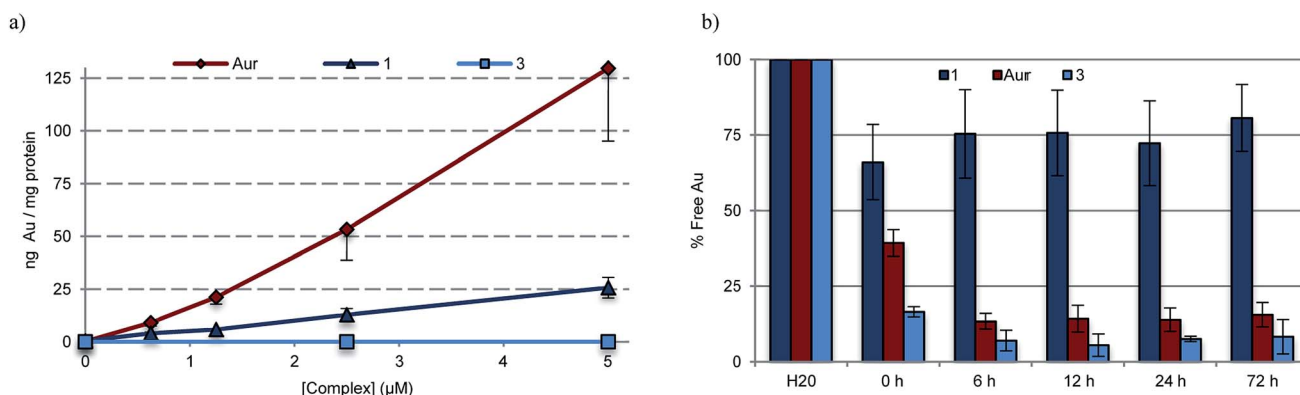 a)
Aur 1 3
125
100
75
50
25
0
ng Au / mg protein
0 1 2 3 4 5
[Complex] (µM)
b)
100
75
50
25
0
% Free Au
1 Aur 3
H20 0 h 6 h 12 h 24 h 72 h